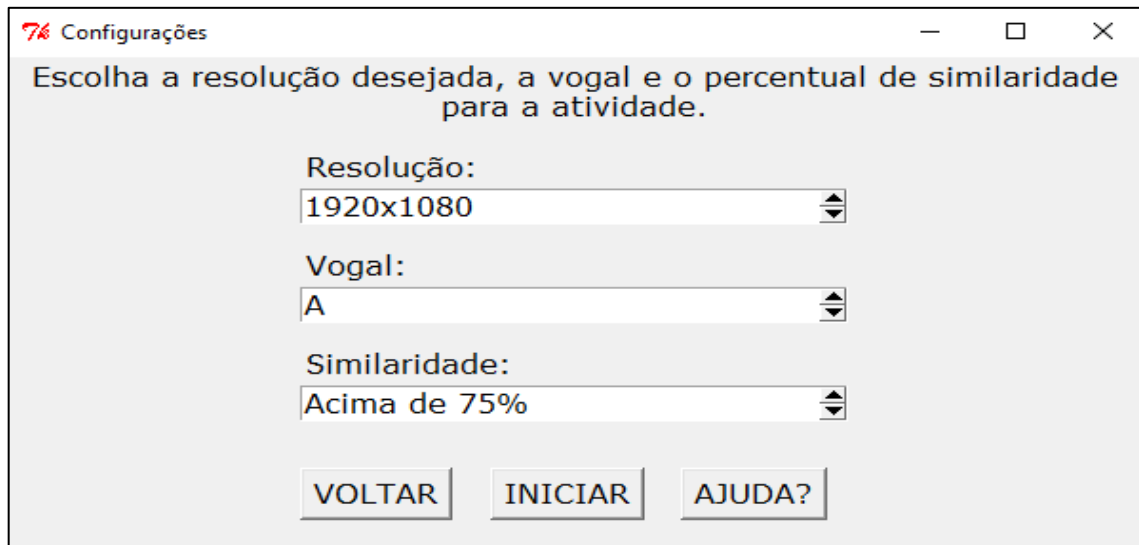 Configurações
Escolha a resolução desejada, a vogal e o percentual de similaridade
para a atividade.
Resolução:
1920x1080
Vogal:
A
Similaridade:
Acima de 75%
VOLTAR INICIAR AJUDA?